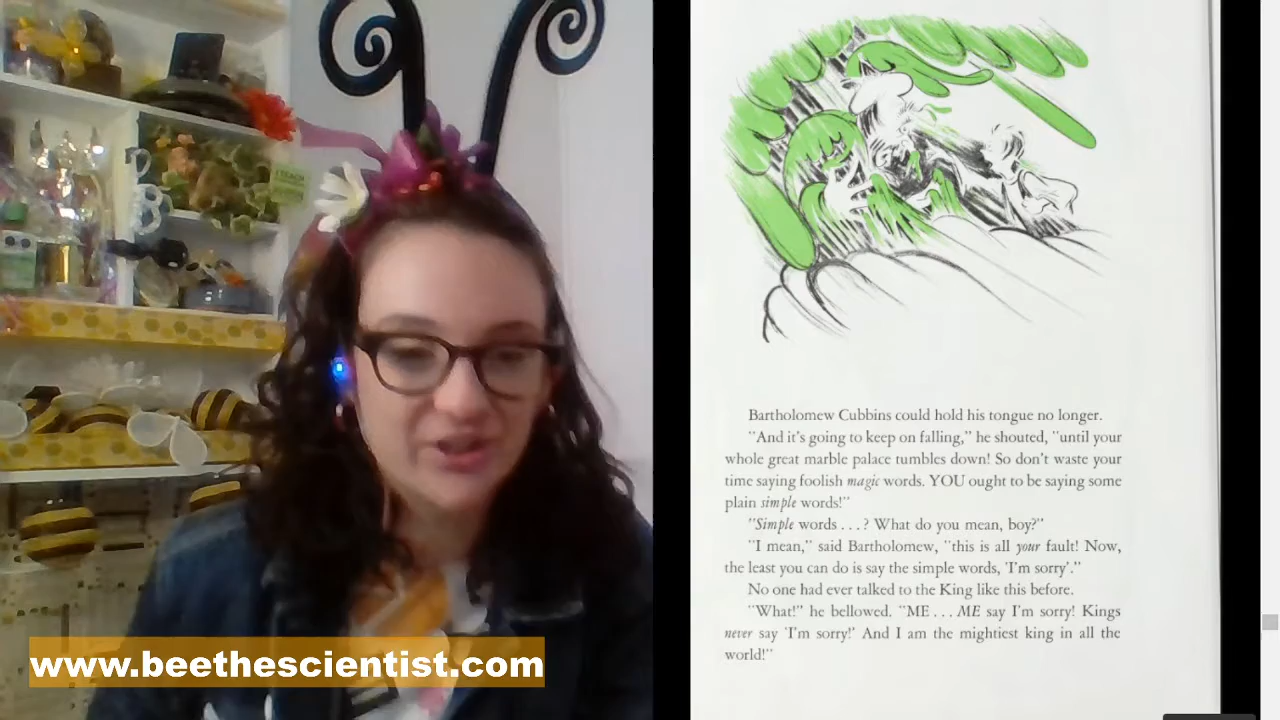 www.beethescientist.com
Bartholomew Cubbins could hold his tongue no longer.
"And it's going to keep on falling," he shouted, "until your
whole great marble palace tumbles down! So don't waste your
time saying foolish magic words. YOU ought to be saying some
plain simple words!"
"Simple words . . . ? What do you mean, boy?"
"I mean," said Bartholomew, "this is all your fault! Now,
the least you can do is say the simple words, 'I'm sorry'."
No one had ever talked to the King like this before.
"What!" he bellowed. "ME . . . ME say I'm sorry! Kings
never say 'I'm sorry!' And I am the mightiest king in all the
world!"